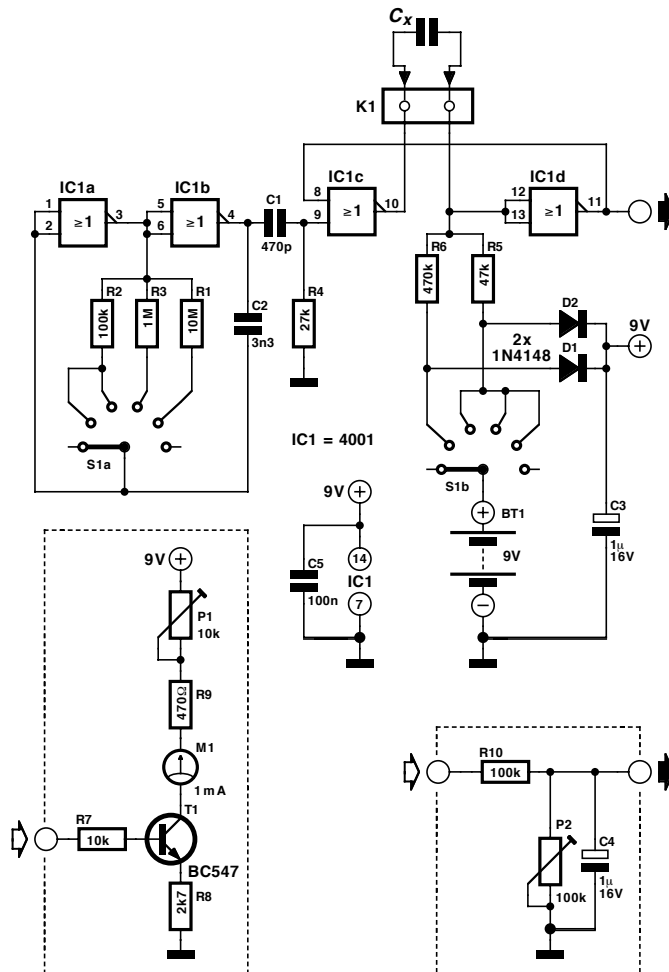 Cx
K1
IC1a
IC1b
IC1c
IC1d
1
2
≥1
3
5
6
≥1
4
C1
470p
8
9
≥1
10
12
13
≥1
11
R2
100k
R3
1M
R1
10M
C2
3n3
R4
27k
R6
470k
R5
47k
D2
2x
1N4148
D1
9V
+
S1a
IC1 = 4001
S1b
+
BT1
9V
−
C3
1μ
16V
9V
+
C5
100n
14
IC1
7
9V
+
P1
10k
R9
470Ω
M1
1mA
T1
R7
10k
BC547
R8
2k7
R10
100k
P2
100k
C4
1μ
16V